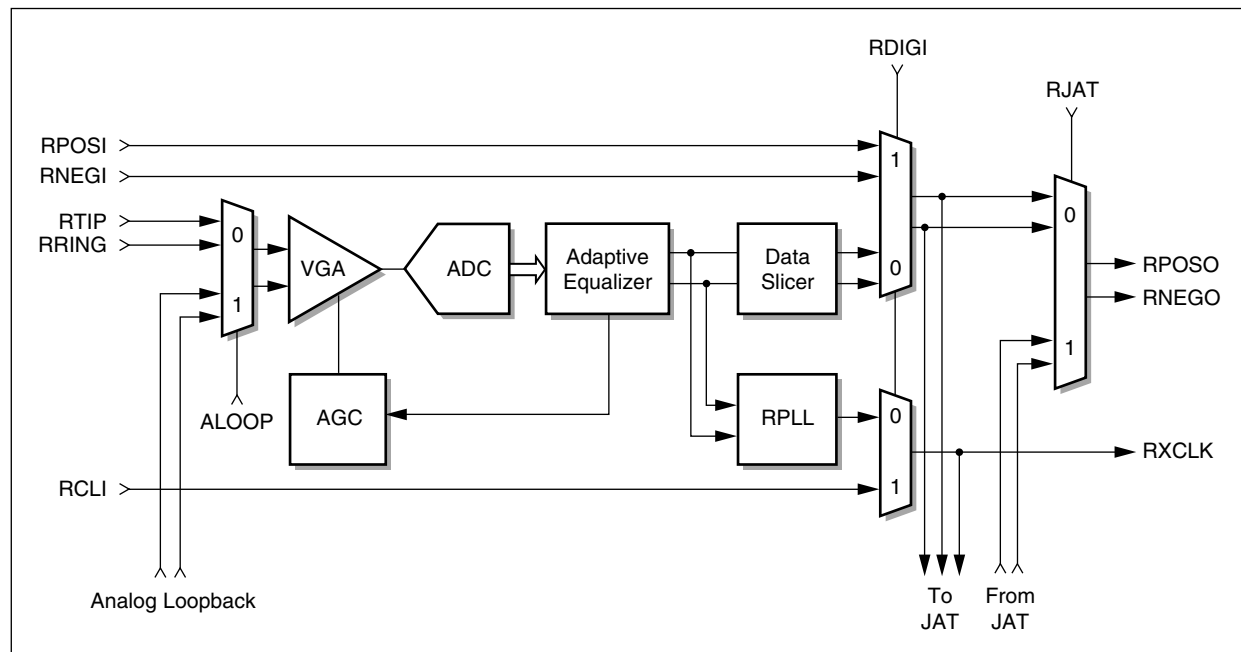 RDIGI
RJAT
RPOSI
RNEGI
1
RTIP
RRING
0
0
VGA
ADC
Adaptive
Equalizer
Data
Slicer
0
RPOSO
RNEGO
1
1
ALOOP
AGC
RPLL
0
RXCLK
RCLI
1
Analog Loopback
To
JAT
From
JAT